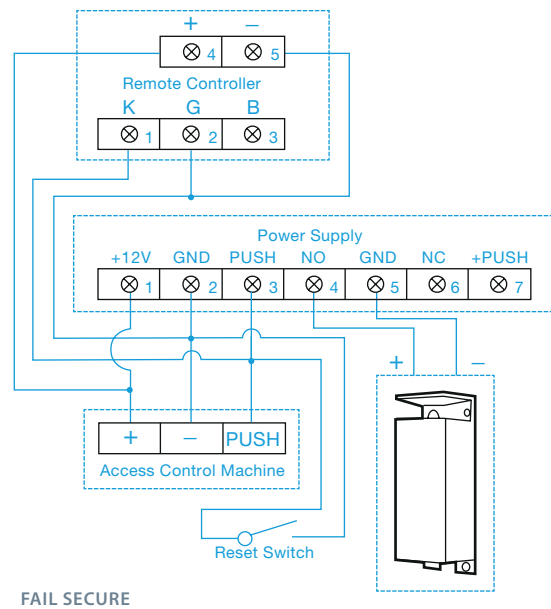 + −
4 5
Remote Controller
K G B
1 2 3
Power Supply
+12V GND PUSH NO GND NC +PUSH
1 2 3 4 5 6 7
+ −
+ − PUSH
Access Control Machine
Reset Switch
FAIL SECURE